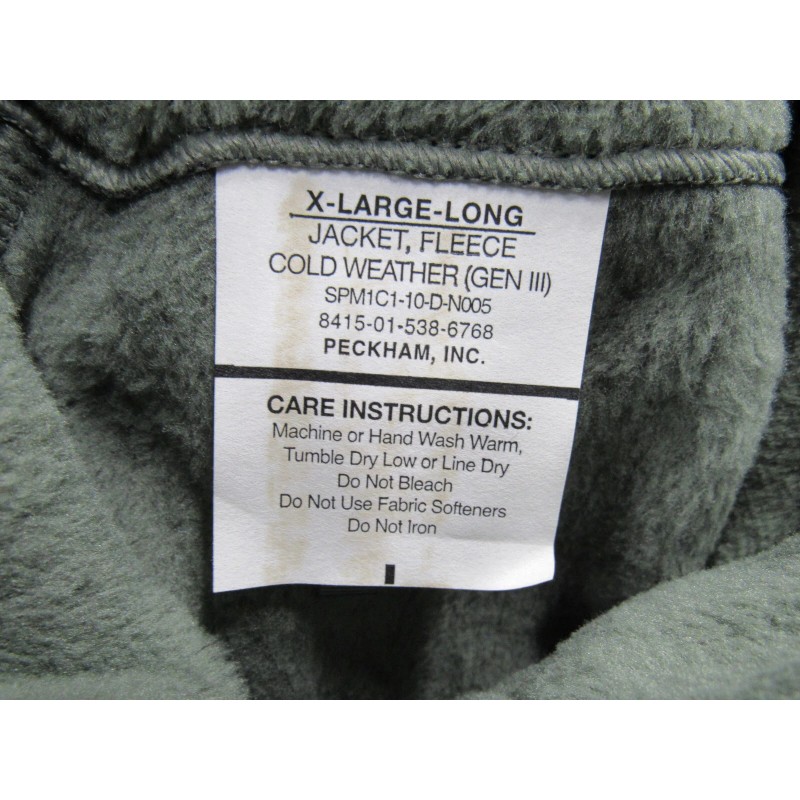 X-LARGE-LONG
JACKET, FLEECE
COLD WEATHER (GEN III)
SPM1C1-10-D-N005
8415-01-538-6768
PECKHAM, INC.
CARE INSTRUCTIONS:
Machine or Hand Wash Warm,
Tumble Dry Low or Line Dry
Do Not Bleach
Do Not Use Fabric Softeners
Do Not Iron